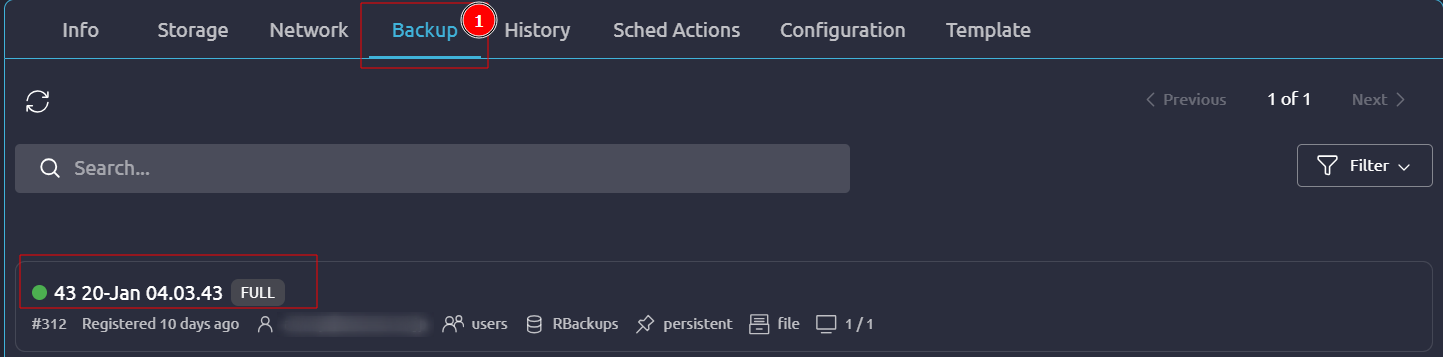 Info Storage Network Backup 1 History Sched Actions Configuration Template
Previous 1 of 1 Next
Search... Filter
43 20-Jan 04.03.43 FULL
#312 Registered 10 days ago users RBackups persistent file 1 / 1